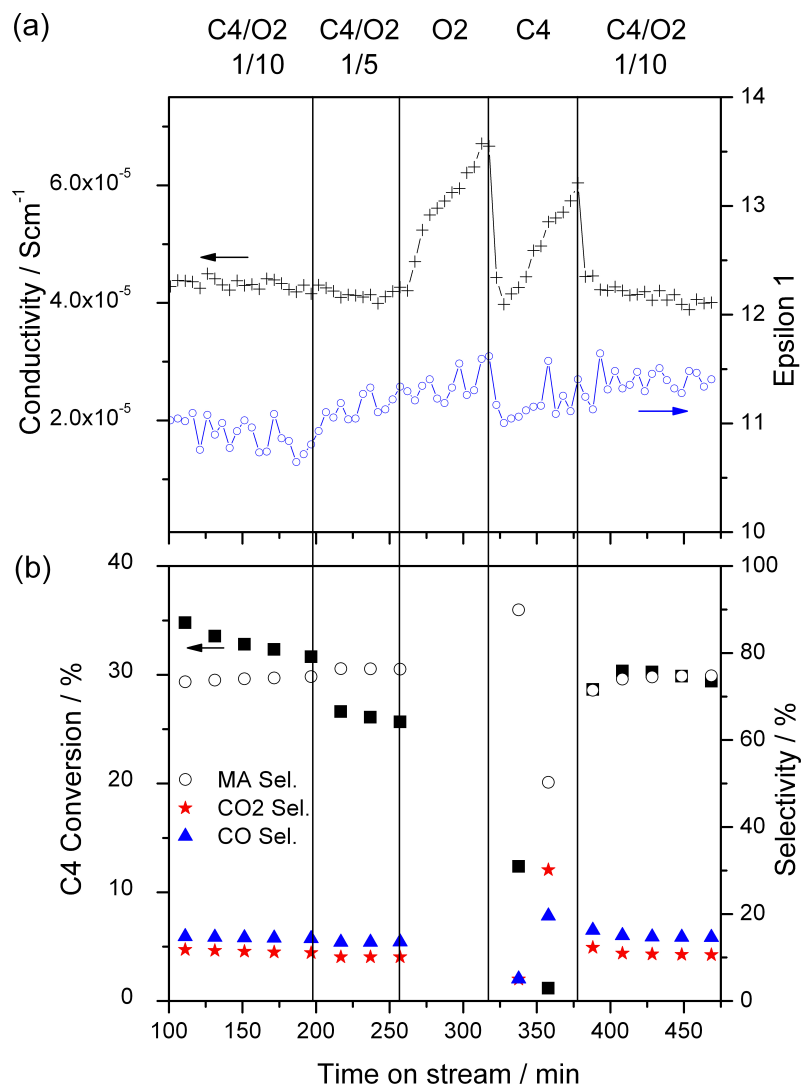 (a)
C4/O2 C4/O2 O2 C4 C4/O2
1/10 1/5 1/10
14
6.0x10-5
13
Conductivity / Scm-1
Epsilon 1
4.0x10-5
12
2.0x10-5
11
10
(b)
40
100
30
80
C4 Conversion / %
Selectivity / %
60
MA Sel.
20
CO2 Sel.
40
CO Sel.
10
20
0
0
100 150 200 250 300 350 400 450
Time on stream / min